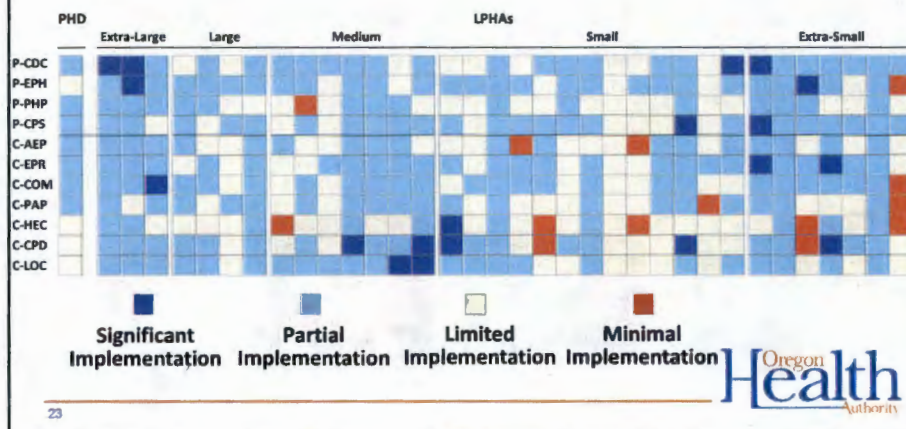 PHD
LPHAs
Extra-Large Large Medium Small Extra-Small
P-CDC
P-EPH
P-PHP
P-CPS
C-AEP
C-EPR
C-COM
C-PAP
C-HEC
C-CPD
C-LOC
Significant Implementation
Partial Implementation
Limited Implementation
Minimal Implementation
23
Oregon
Health
Authority